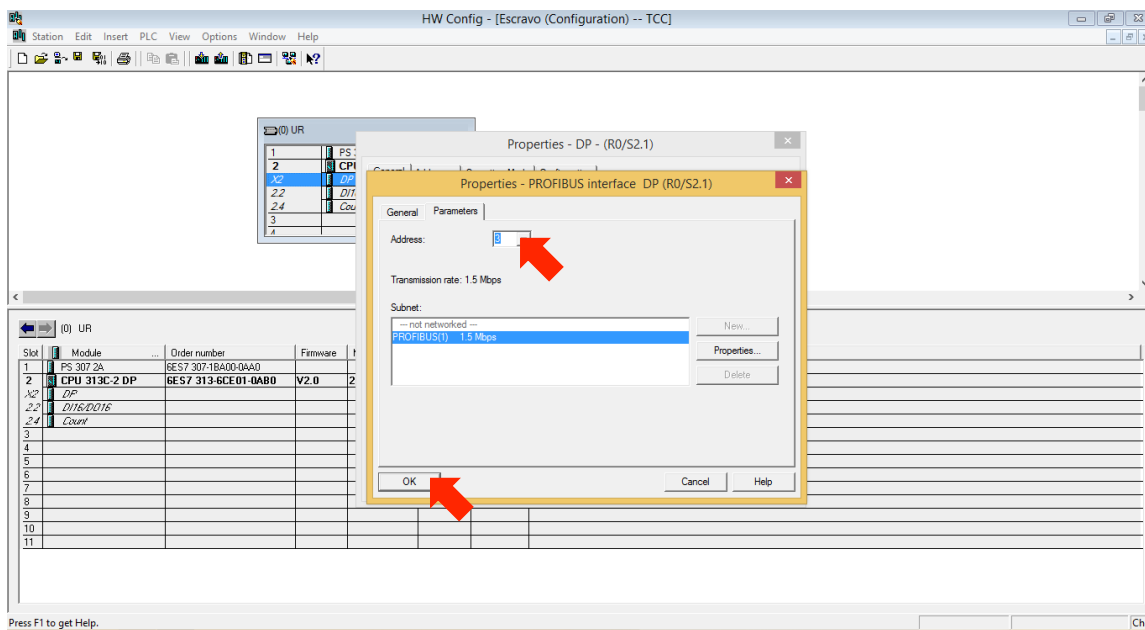 HW Config - [Escravo (Configuration) -- TCC]
Station Edit Insert PLC View Options Window Help
(0) UR
1 PS
2 CPU
X2 DP
2.2 DI1
2.4 Cou
3
4
Properties - DP - (R0/S2.1)
Properties - PROFIBUS interface DP (R0/S2.1)
General Parameters
Address: 3
Transmission rate: 1.5 Mbps
Subnet:
--- not networked ---
PROFIBUS(1) 1.5 Mbps
New...
Properties...
Delete
OK Cancel Help
(0) UR
Slot Module ... Order number Firmware
1 PS 307 2A 6ES7 307-1BA00-0AA0
2 CPU 313C-2 DP 6ES7 313-6CE01-0AB0 V2.0 2
X2 DP
2.2 DI16/DO16
2.4 Count
3
4
5
6
7
8
9
10
11
Press F1 to get Help. Ch